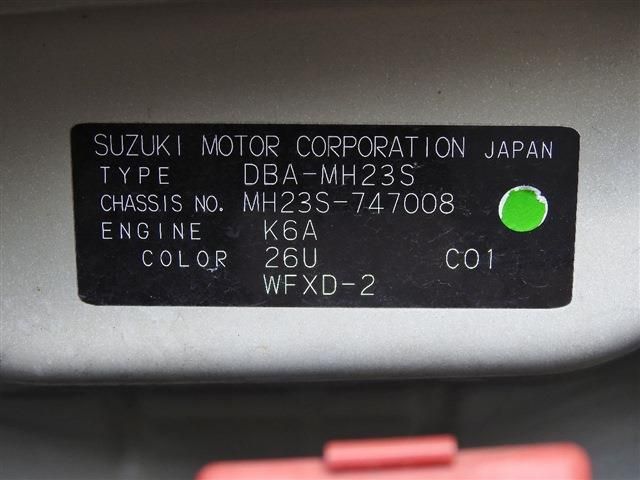 SUZUKI MOTOR CORPORATION JAPAN
TYPE DBA-MH23S
CHASSIS NO. MH23S-747008
ENGINE K6A
COLOR 26U C01
WFXD-2